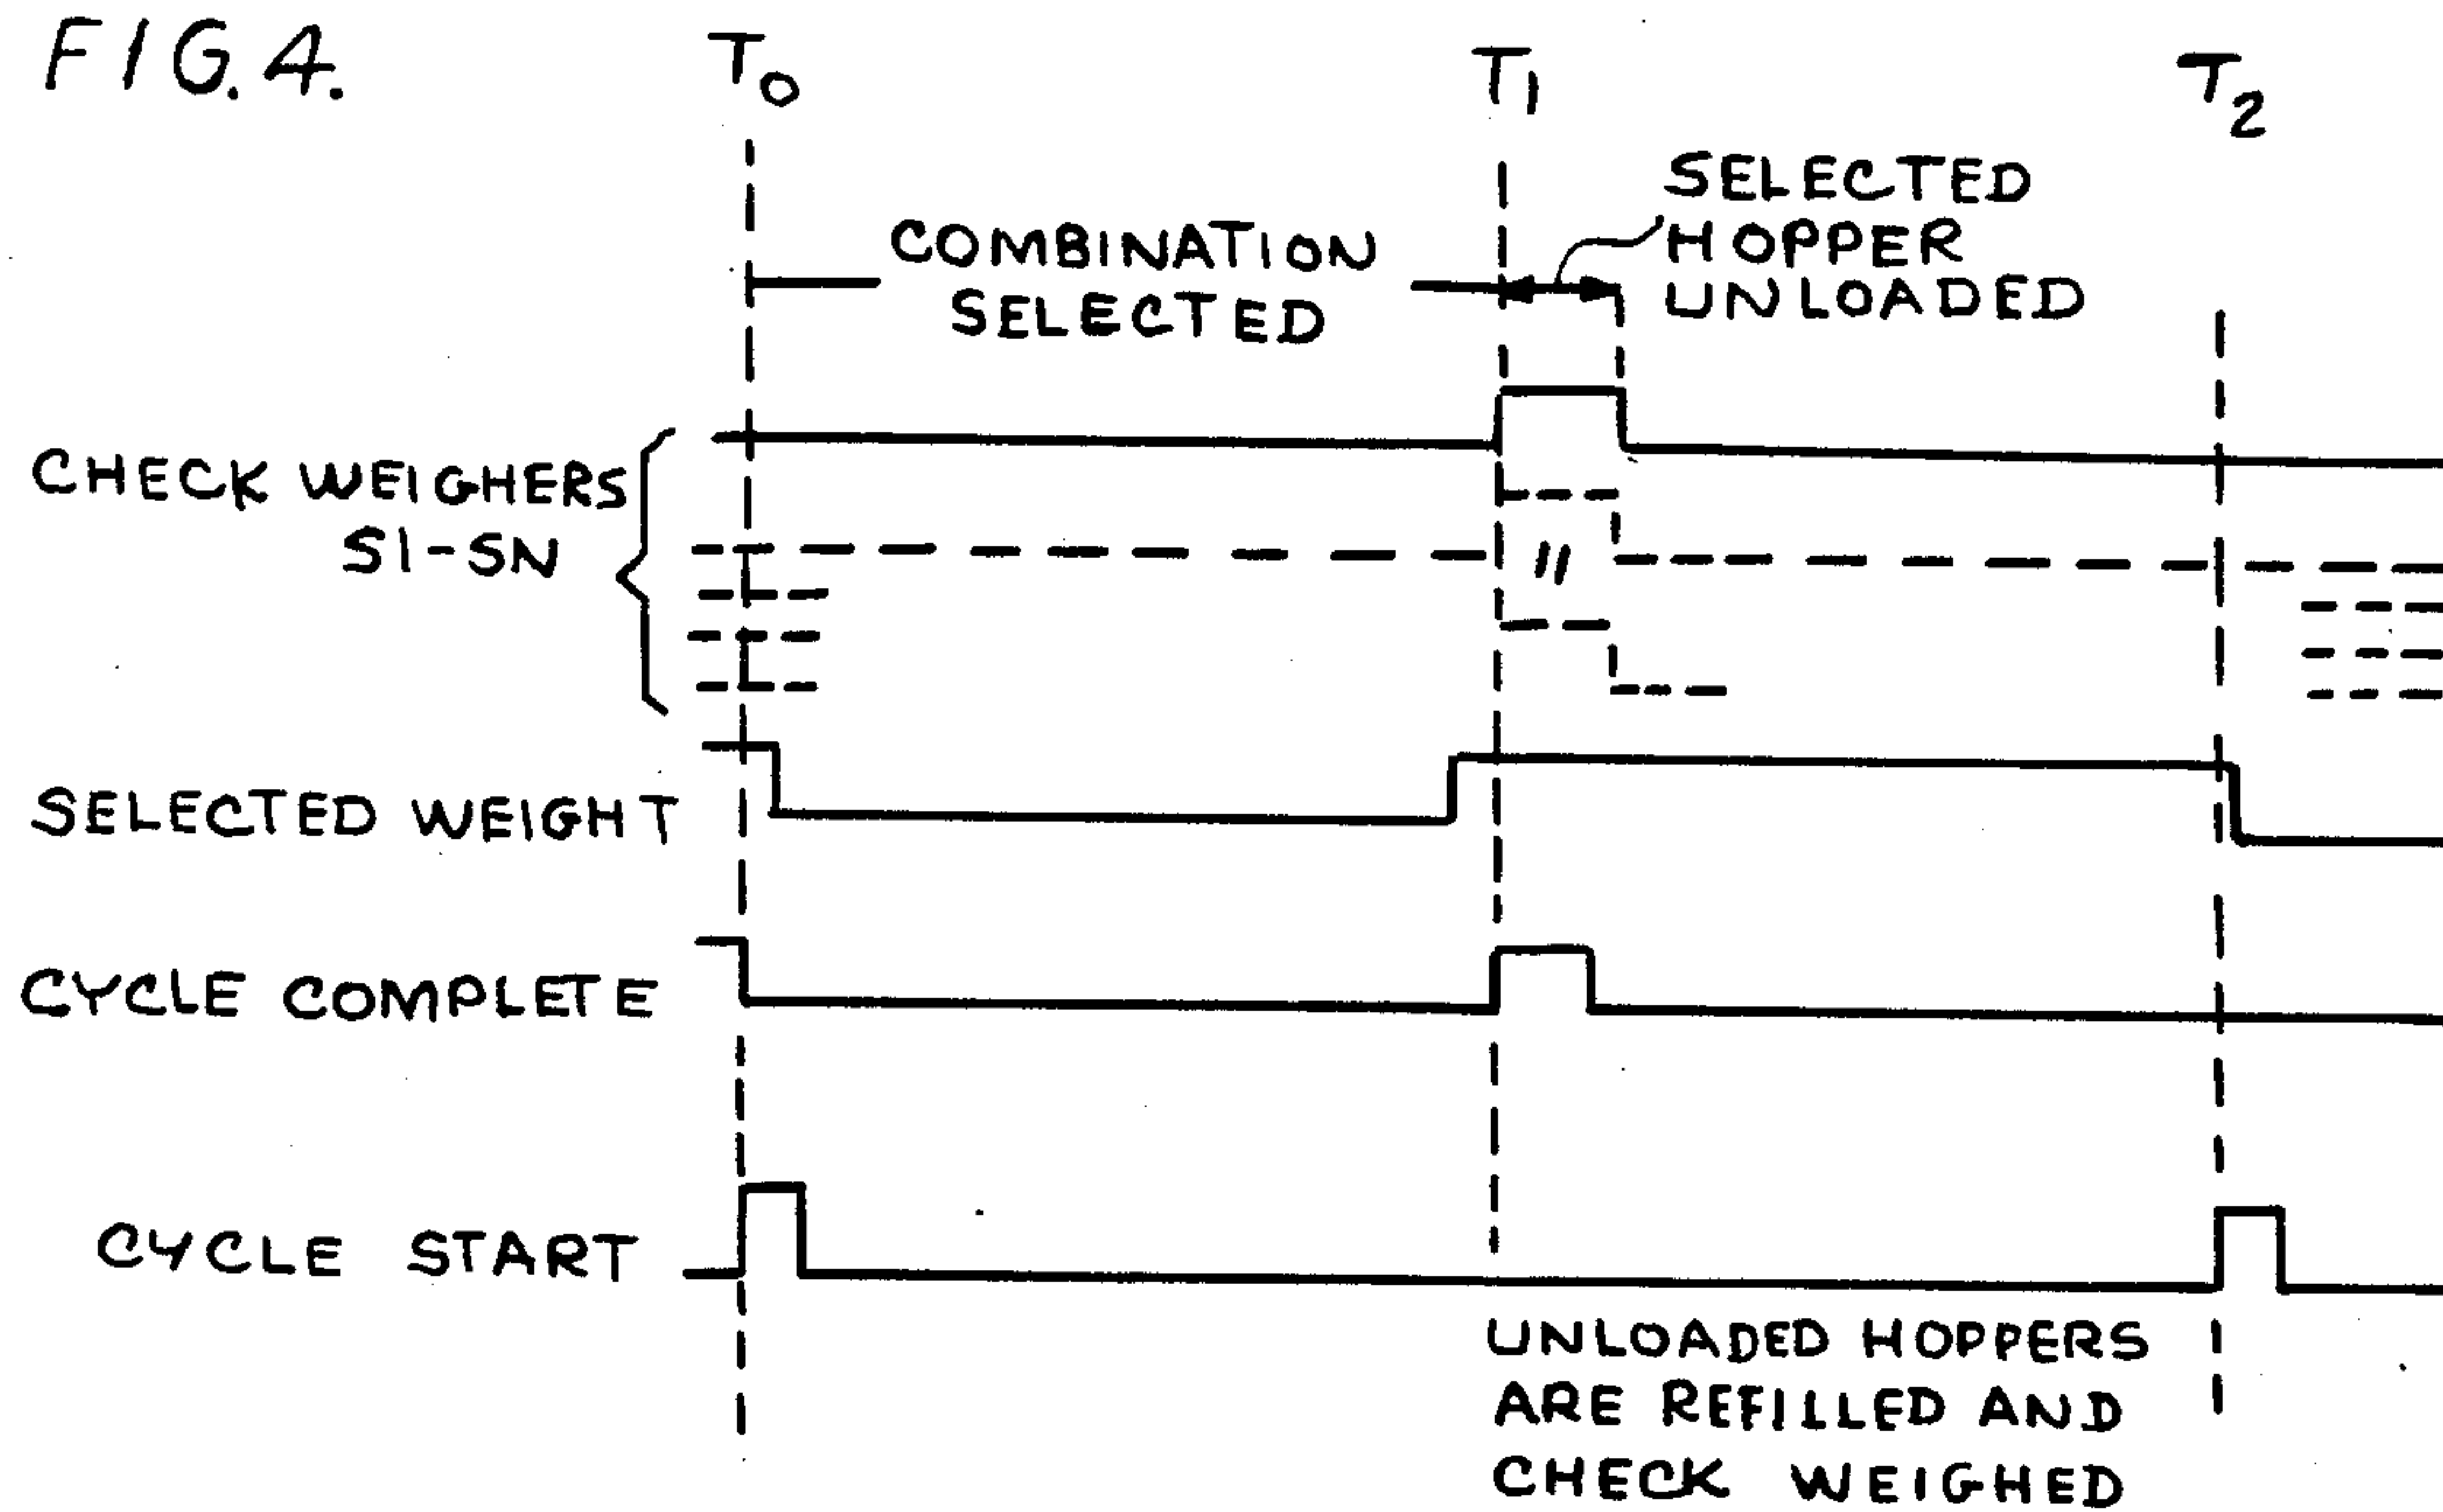 FIG.4.
T0
T1
T2
COMBINATION
SELECTED
SELECTED
HOPPER
UNLOADED
CHECK WEIGHERS
S1-SN
"
SELECTED WEIGHT
CYCLE COMPLETE
CYCLE START
UNLOADED HOPPERS
ARE REFILLED AND
CHECK WEIGHED